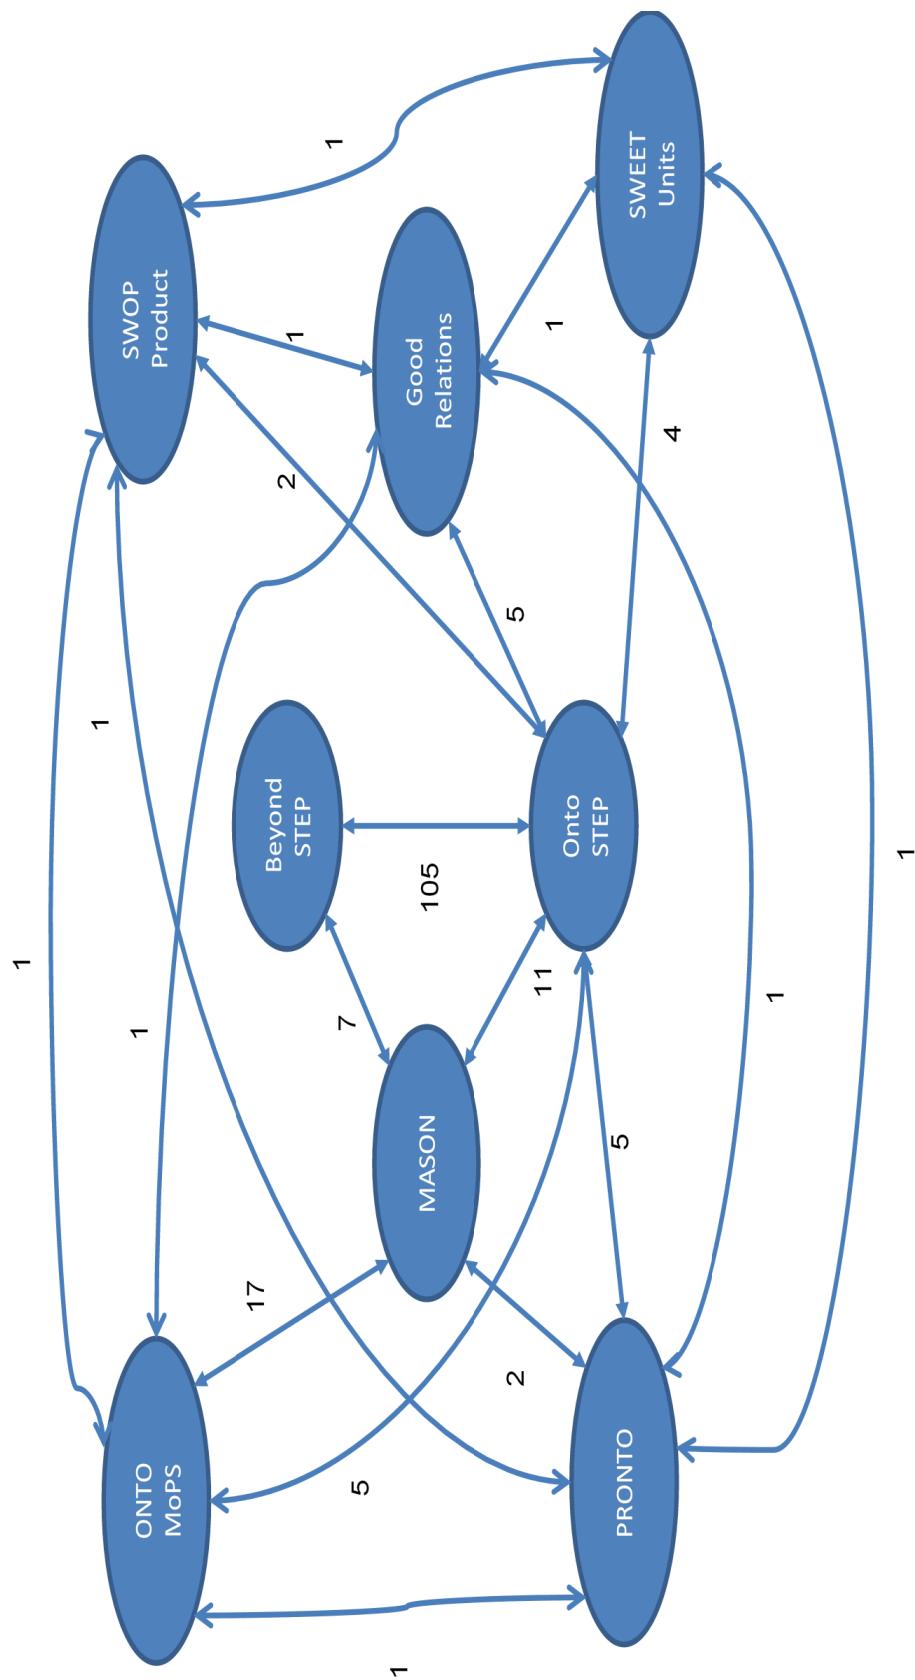 1
1
ONTO
MoPS
1
SWOP
Product
17
Beyond
STEP
2
1
1
7
5
1
MASON
105
Good
Relations
2
11
5
1
Onto
STEP
PRONTO
5
SWEET
Units
4
1
1